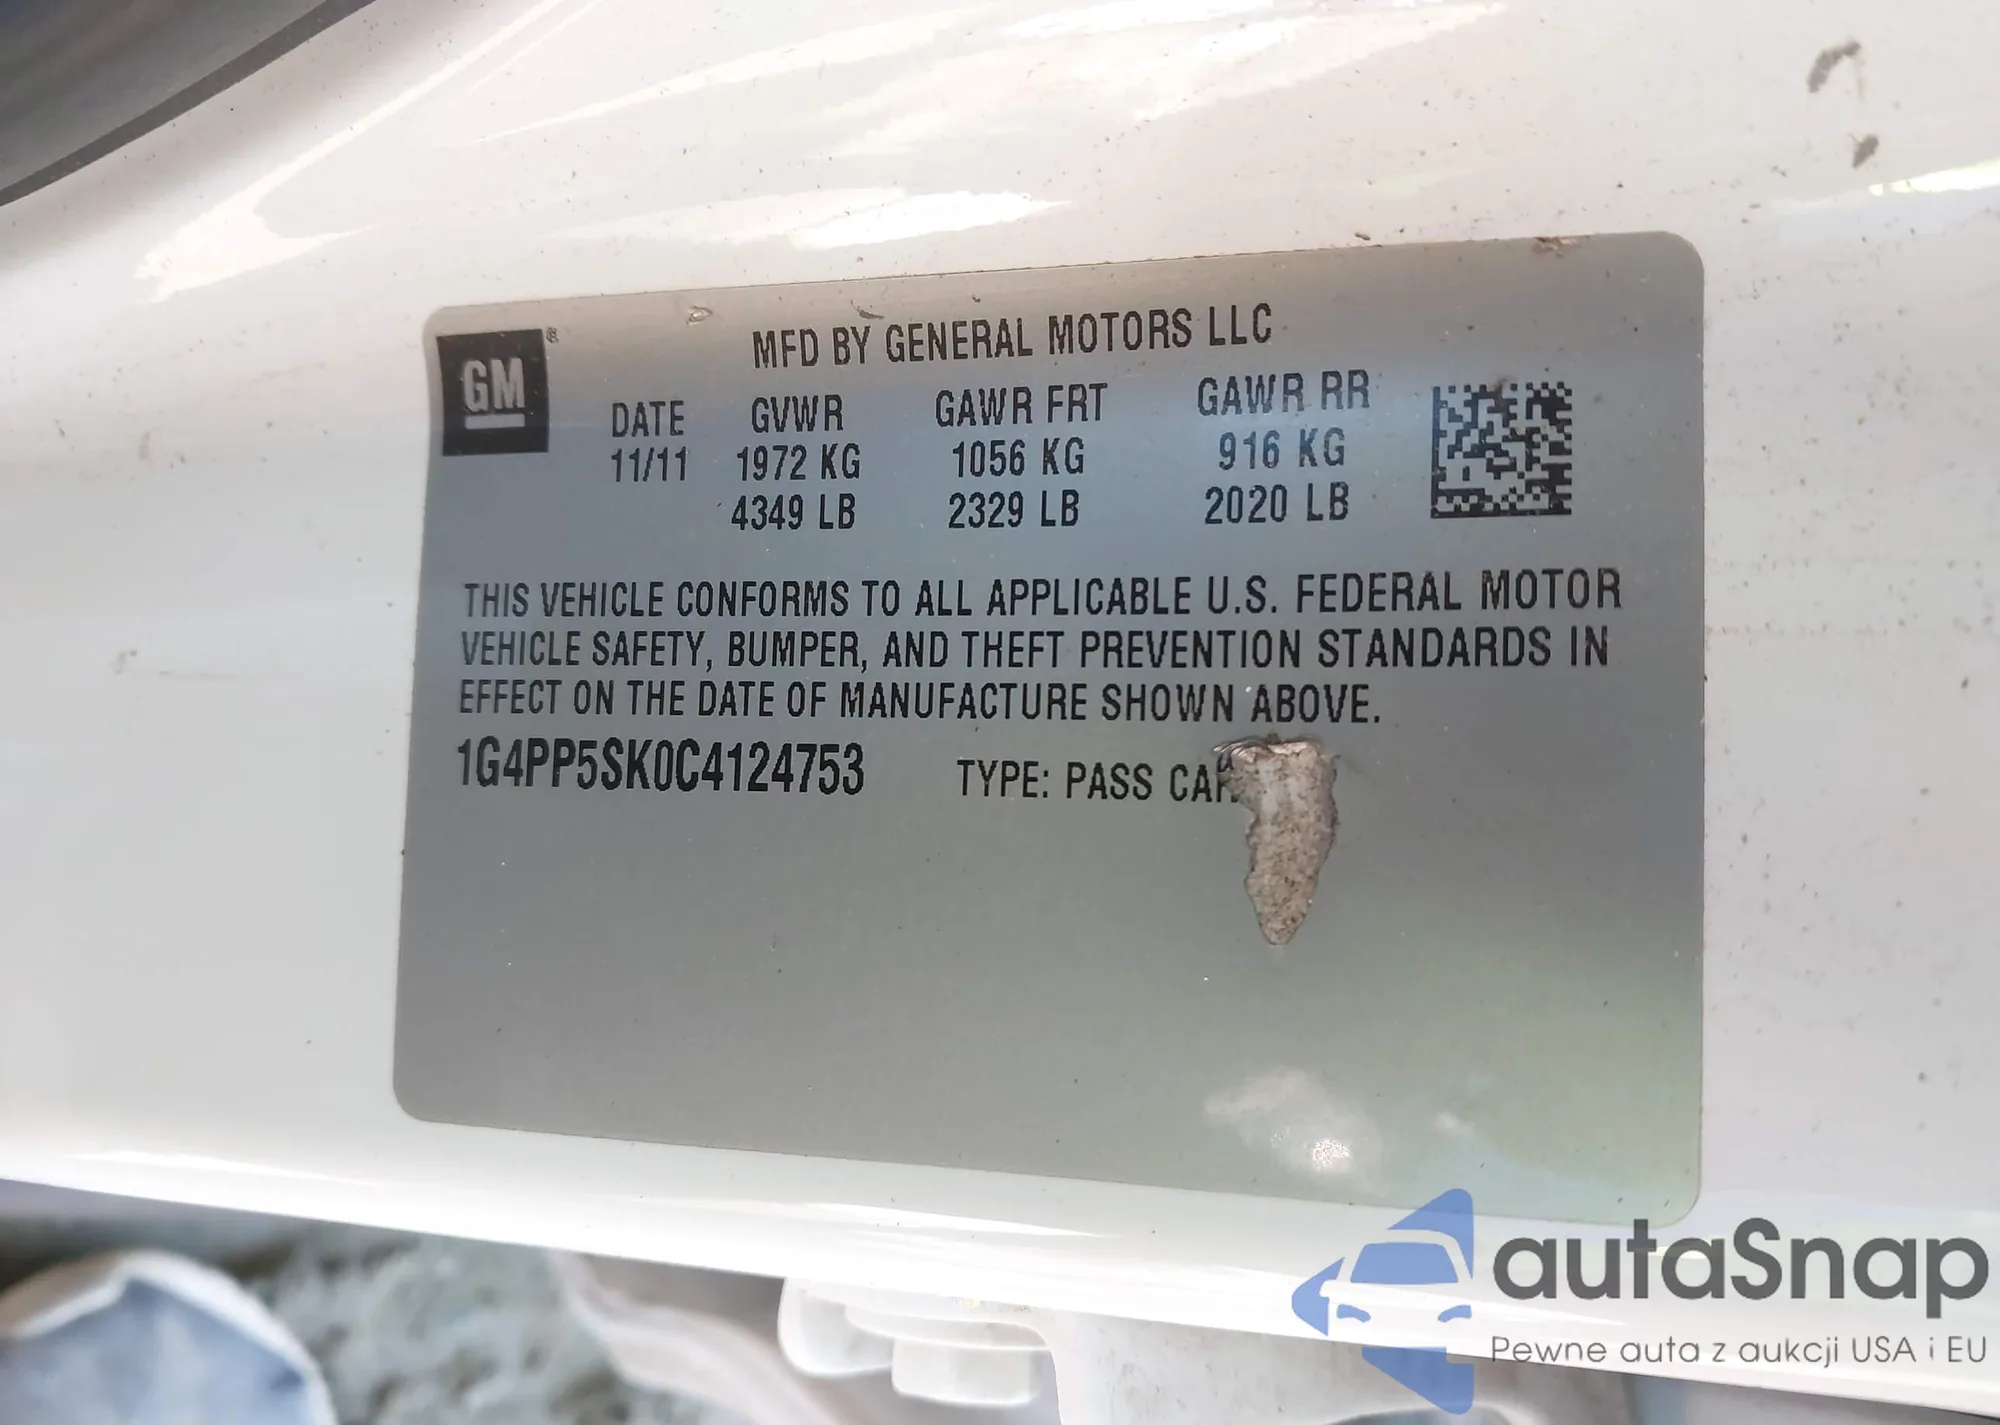 GM ®
MFD BY GENERAL MOTORS LLC
DATE GVWR GAWR FRT GAWR RR
11/11 1972 KG 1056 KG 916 KG
4349 LB 2329 LB 2020 LB
THIS VEHICLE CONFORMS TO ALL APPLICABLE U.S. FEDERAL MOTOR
VEHICLE SAFETY, BUMPER, AND THEFT PREVENTION STANDARDS IN
EFFECT ON THE DATE OF MANUFACTURE SHOWN ABOVE.
1G4PP5SK0C4124753 TYPE: PASS CAR
autaSnap
Pewne auta z aukcji USA i EU